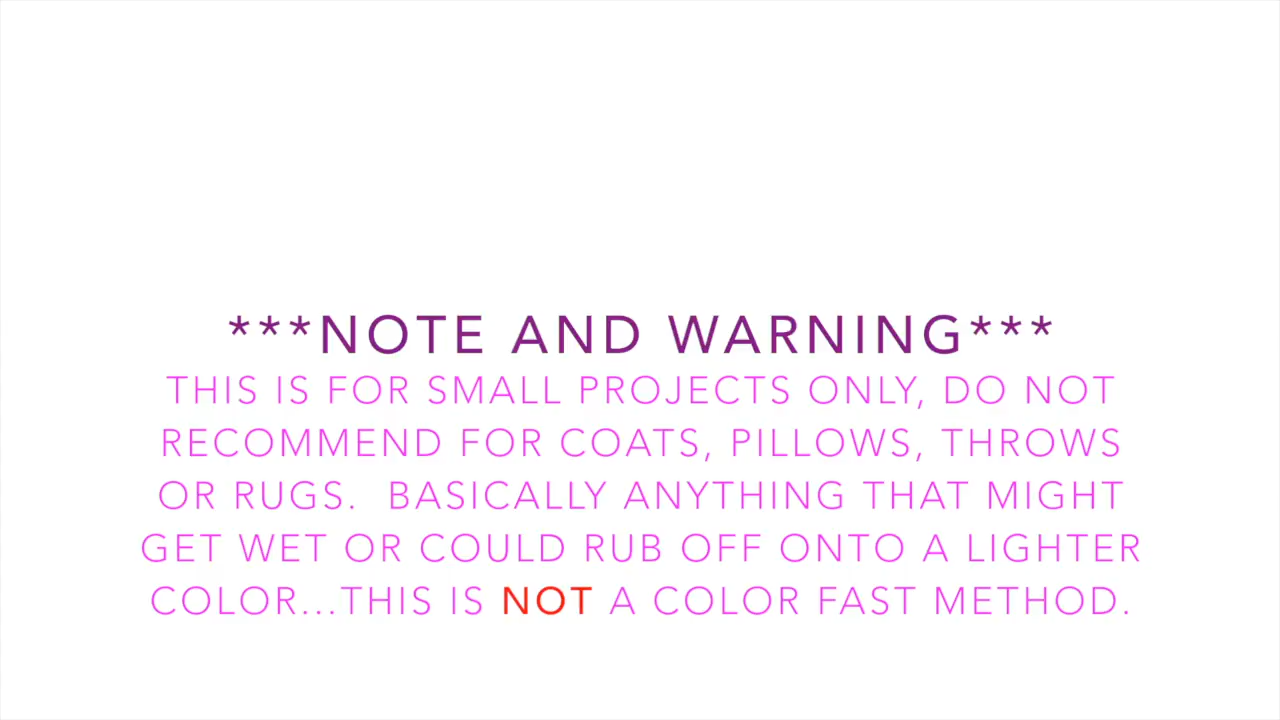 ***NOTE AND WARNING***
THIS IS FOR SMALL PROJECTS ONLY, DO NOT
RECOMMEND FOR COATS, PILLOWS, THROWS
OR RUGS.  BASICALLY ANYTHING THAT MIGHT
GET WET OR COULD RUB OFF ONTO A LIGHTER
COLOR...THIS IS NOT A COLOR FAST METHOD.